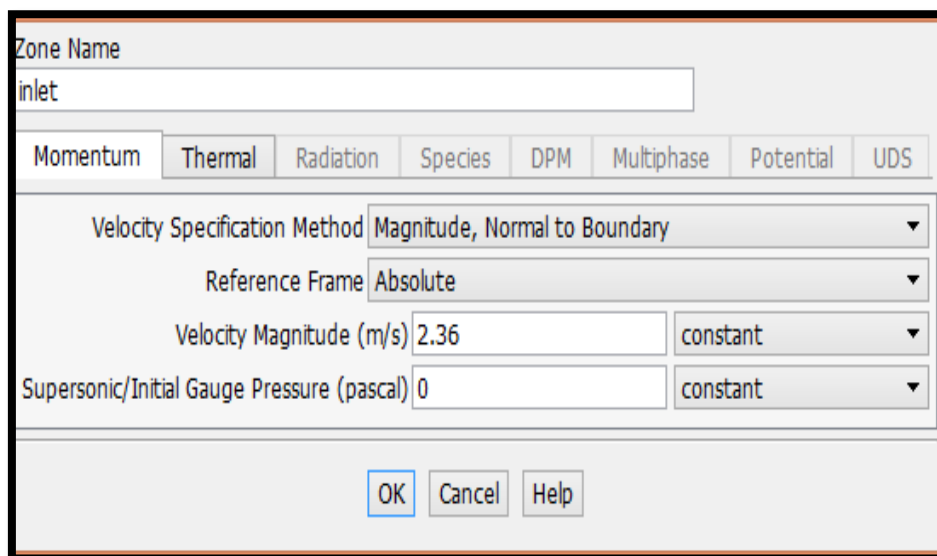 Zone Name
inlet
Momentum Thermal Radiation Species DPM Multiphase Potential UDS
Velocity Specification Method Magnitude, Normal to Boundary
Reference Frame Absolute
Velocity Magnitude (m/s) 2.36 constant
Supersonic/Initial Gauge Pressure (pascal) 0 constant
OK Cancel Help